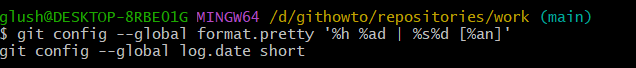 glush@DESKTOP-8RBEO1G MINGW64 /d/githowto/repositories/work (main)
$ git config --global format.pretty '%h %ad | %s%d [%an]'
git config --global log.date short